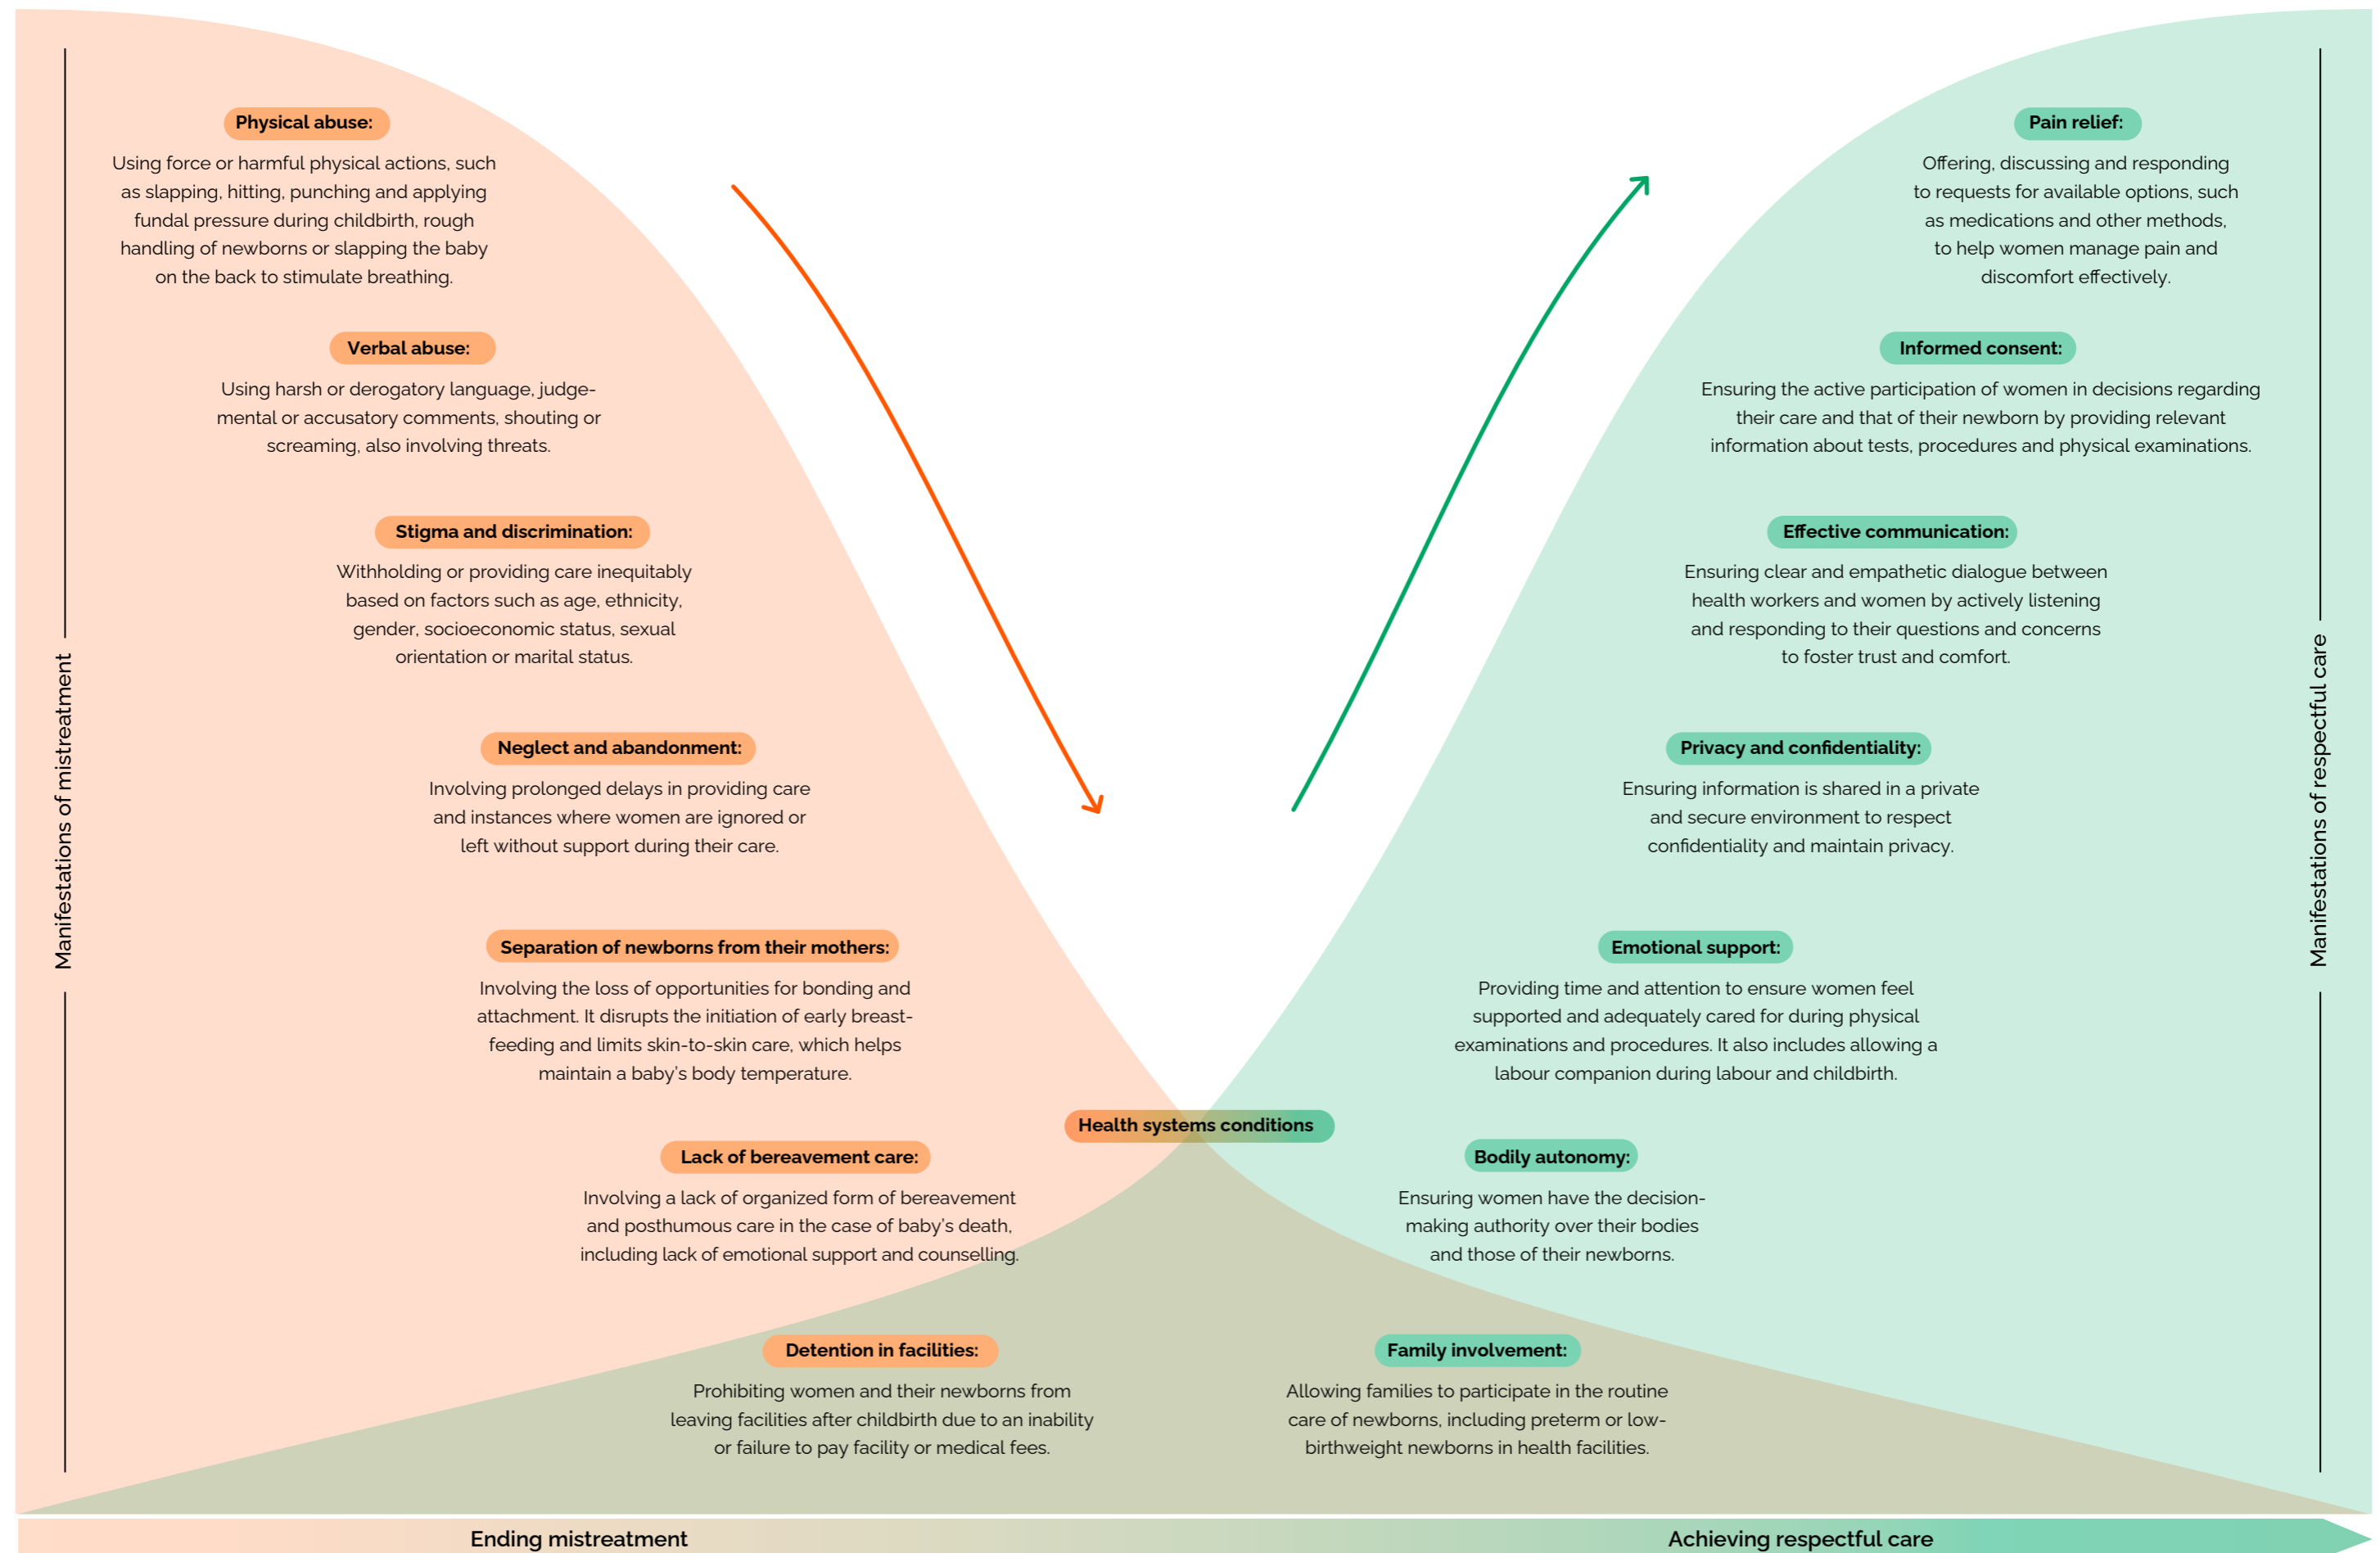 Manifestations of mistreatment
Physical abuse:
Using force or harmful physical actions, such
as slapping, hitting, punching and applying
fundal pressure during childbirth, rough
handling of newborns or slapping the baby
on the back to stimulate breathing.
Verbal abuse:
Using harsh or derogatory language, judge-
mental or accusatory comments, shouting or
screaming, also involving threats.
Stigma and discrimination:
Withholding or providing care inequitably
based on factors such as age, ethnicity,
gender, socioeconomic status, sexual
orientation or marital status.
Neglect and abandonment:
Involving prolonged delays in providing care
and instances where women are ignored or
left without support during their care.
Separation of newborns from their mothers:
Involving the loss of opportunities for bonding and
attachment. It disrupts the initiation of early breast-
feeding and limits skin-to-skin care, which helps
maintain a baby's body temperature.
Lack of bereavement care:
Involving a lack of organized form of bereavement
and posthumous care in the case of baby's death,
including lack of emotional support and counselling.
Detention in facilities:
Prohibiting women and their newborns from
leaving facilities after childbirth due to an inability
or failure to pay facility or medical fees.
Health systems conditions
Pain relief:
Offering, discussing and responding
to requests for available options, such
as medications and other methods,
to help women manage pain and
discomfort effectively.
Informed consent:
Ensuring the active participation of women in decisions regarding
their care and that of their newborn by providing relevant
information about tests, procedures and physical examinations.
Effective communication:
Ensuring clear and empathetic dialogue between
health workers and women by actively listening
and responding to their questions and concerns
to foster trust and comfort.
Privacy and confidentiality:
Ensuring information is shared in a private
and secure environment to respect
confidentiality and maintain privacy.
Emotional support:
Providing time and attention to ensure women feel
supported and adequately cared for during physical
examinations and procedures. It also includes allowing a
labour companion during labour and childbirth.
Bodily autonomy:
Ensuring women have the decision-
making authority over their bodies
and those of their newborns.
Family involvement:
Allowing families to participate in the routine
care of newborns, including preterm or low-
birthweight newborns in health facilities.
Manifestations of respectful care
Ending mistreatment
Achieving respectful care